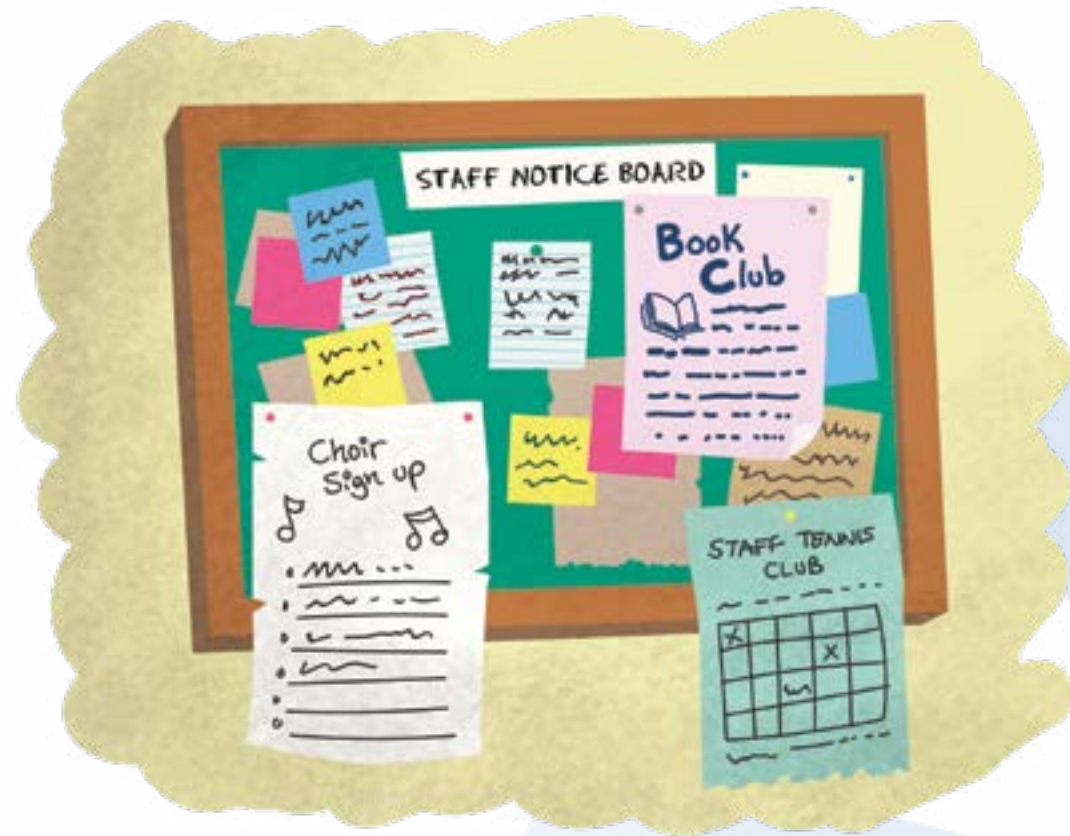 STAFF NOTICE BOARD
Book
Club
Choir
Sign up
STAFF TENNIS
CLUB
X
X